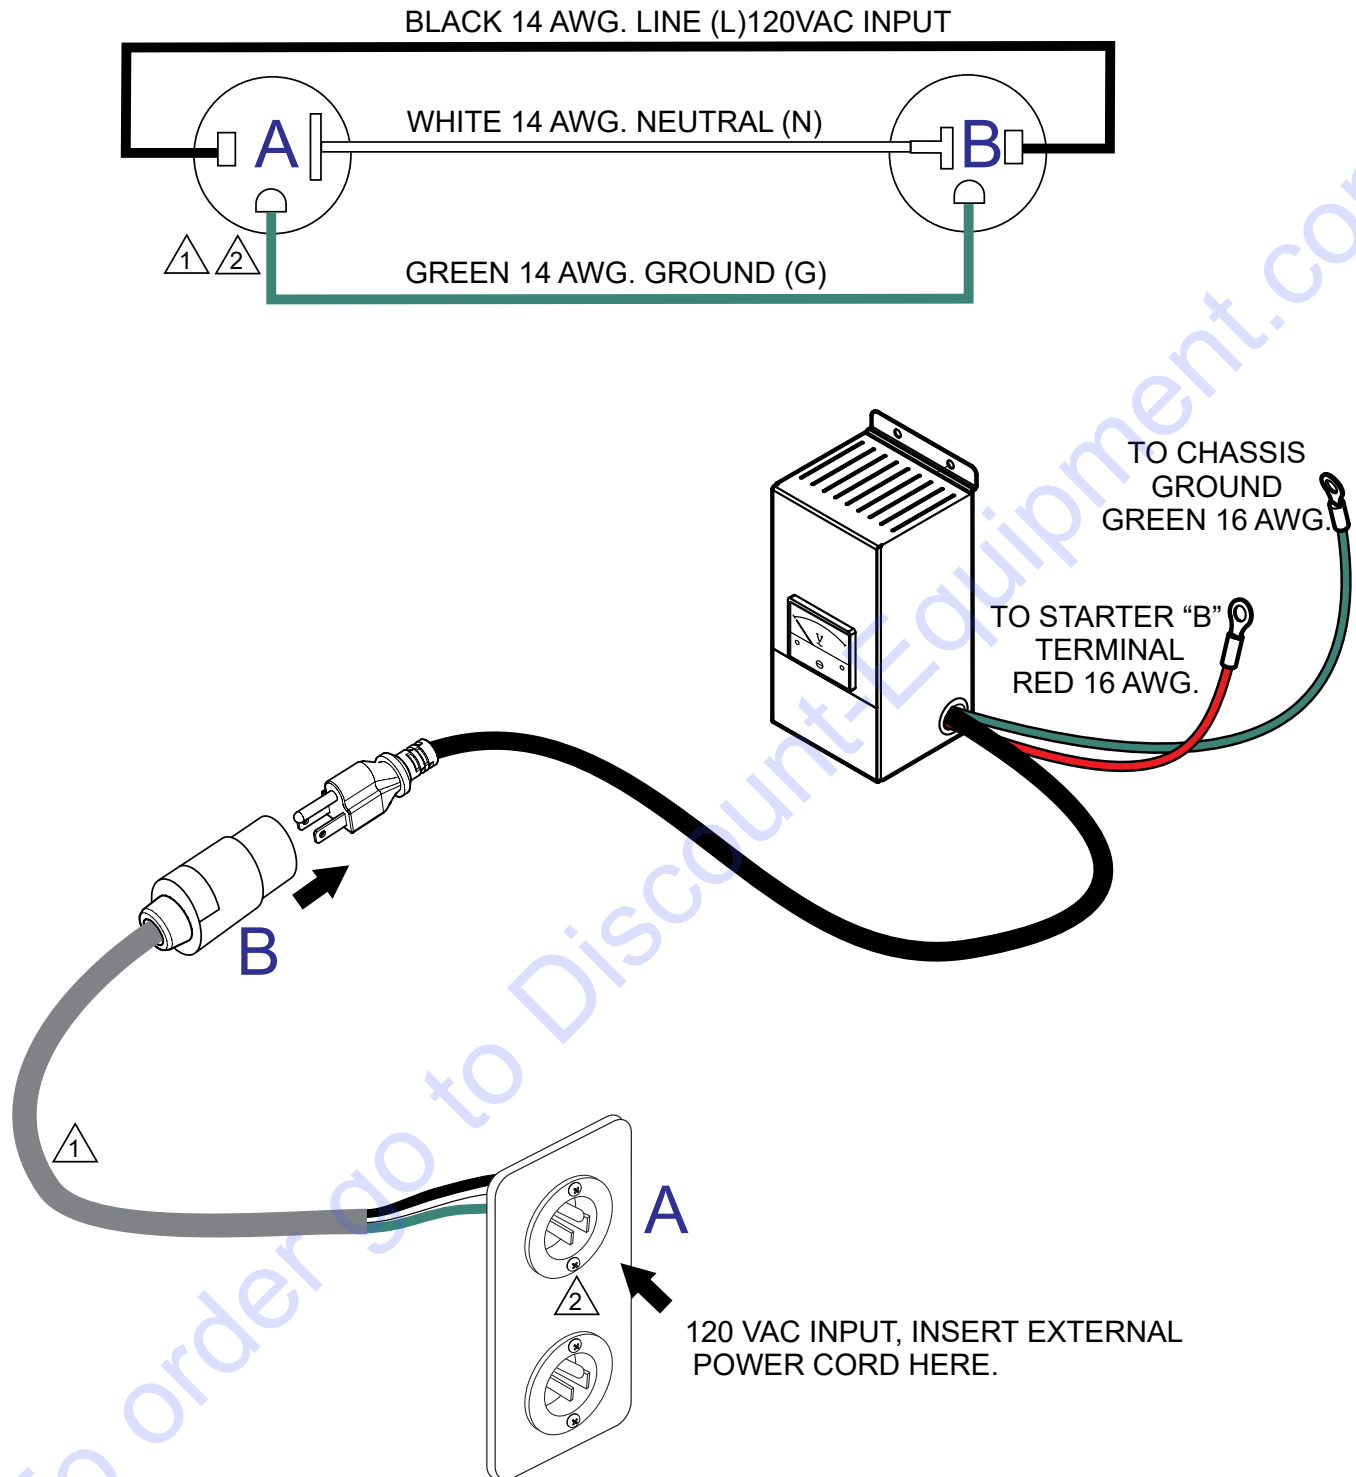 BLACK 14 AWG. LINE (L)120VAC INPUT
A
WHITE 14 AWG. NEUTRAL (N)
B
1
2
GREEN 14 AWG. GROUND (G)
TO CHASSIS
GROUND
GREEN 16 AWG.
TO STARTER “B”
TERMINAL
RED 16 AWG.
V
B
1
A
2
120 VAC INPUT, INSERT EXTERNAL
POWER CORD HERE.
To order go to Discount-Equipment.com